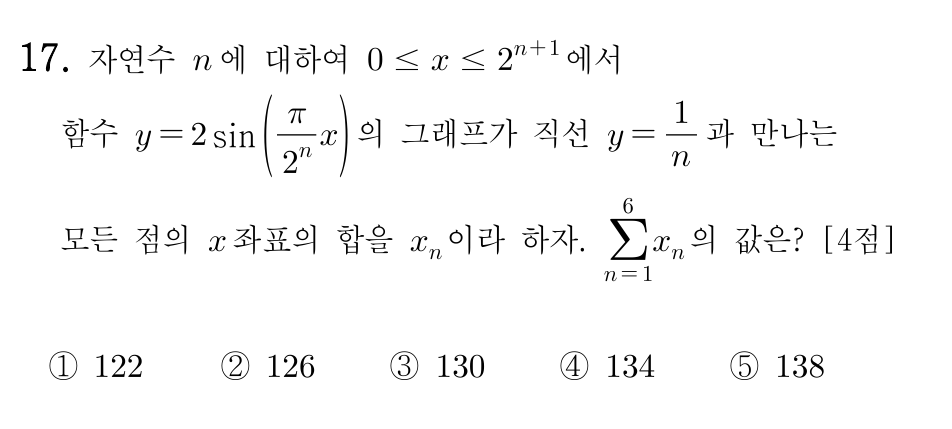 17. 자연수 n에 대하여 0 ≤ x ≤ 2^{n+1}에서
함수 y=2sin(\frac{π}{2^n}x)의 그래프가 직선 y=\frac{1}{n}과 만나는
모든 점의 x좌표의 합을 x_n이라 하자. \sum_{n=1}^{6} x_n의 값은? [4점]
① 122 ② 126 ③ 130 ④ 134 ⑤ 138